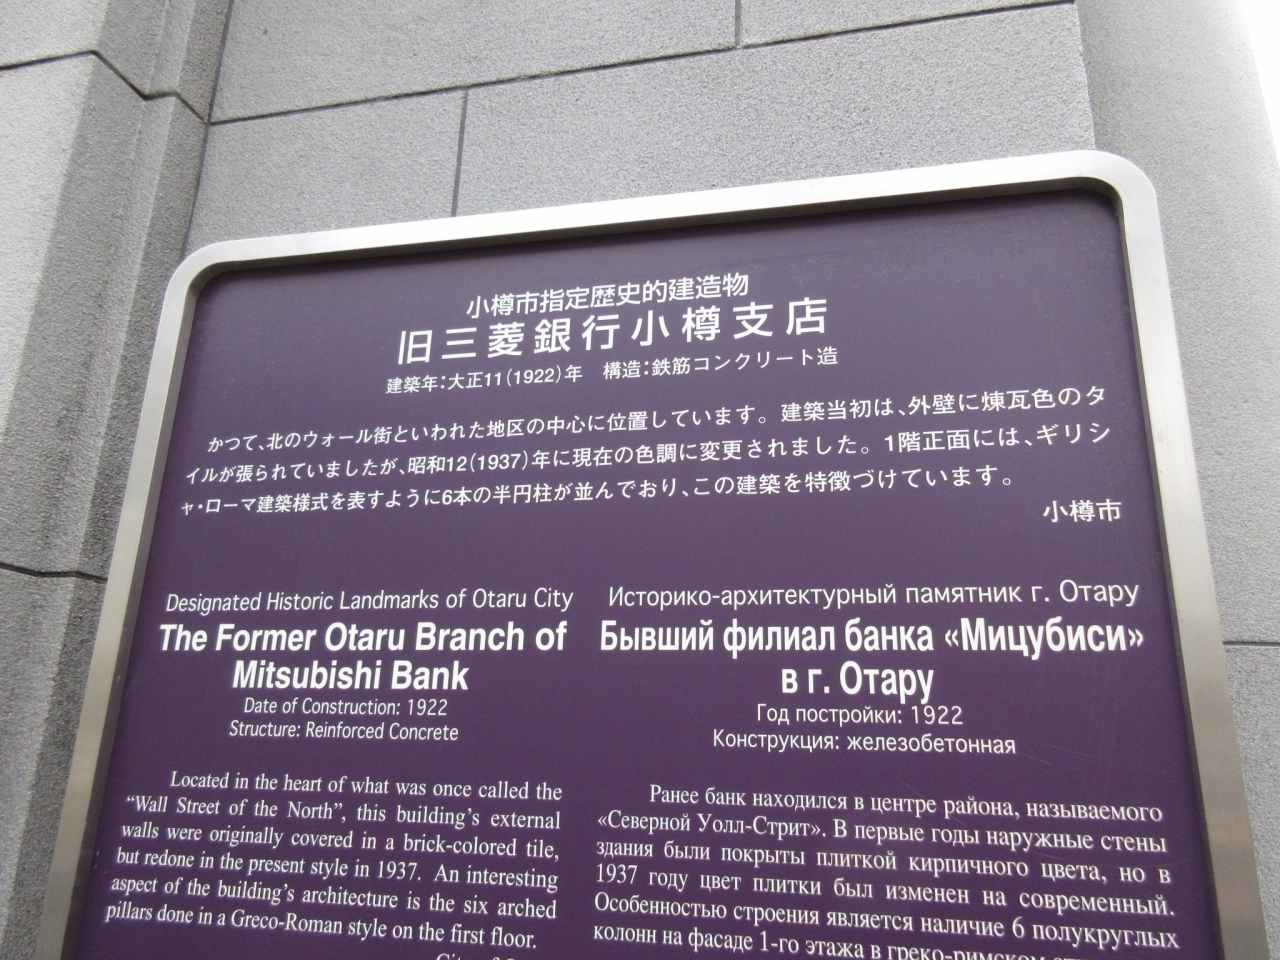 小樽市指定歴史的建造物
旧三菱銀行小樽支店
建築年:大正11(1922)年　構造:鉄筋コンクリート造
かつて、北のウォール街といわれた地区の中心に位置しています。建築当初は、外壁に煉瓦色のタ
イルが張られていましたが、昭和12(1937)年に現在の色調に変更されました。1階正面には、ギリシ
ャ・ローマ建築様式を表すように6本の半円柱が並んでおり、この建築を特徴づけています。
小樽市
Designated Historic Landmarks of Otaru City
The Former Otaru Branch of
Mitsubishi Bank
Date of Construction: 1922
Structure: Reinforced Concrete
Located in the heart of what was once called the
“Wall Street of the North”, this building’s external
walls were originally covered in a brick-colored tile,
but redone in the present style in 1937. An interesting
aspect of the building’s architecture is the six arched
pillars done in a Greco-Roman style on the first floor.
Историко-архитектурный памятник г. Отару
Бывший филиал банка «Мицубиси»
в г. Отару
Год постройки: 1922
Конструкция: железобетонная
Ранее банк находился в центре района, называемого
«Северной Уолл-Стрит». В первые годы наружные стены
здания были покрыты плиткой кирпичного цвета, но в
1937 году цвет плитки был изменен на современный.
Особенностью строения является наличие 6 полукруглых
колонн на фасаде 1-го этажа в греко-римском